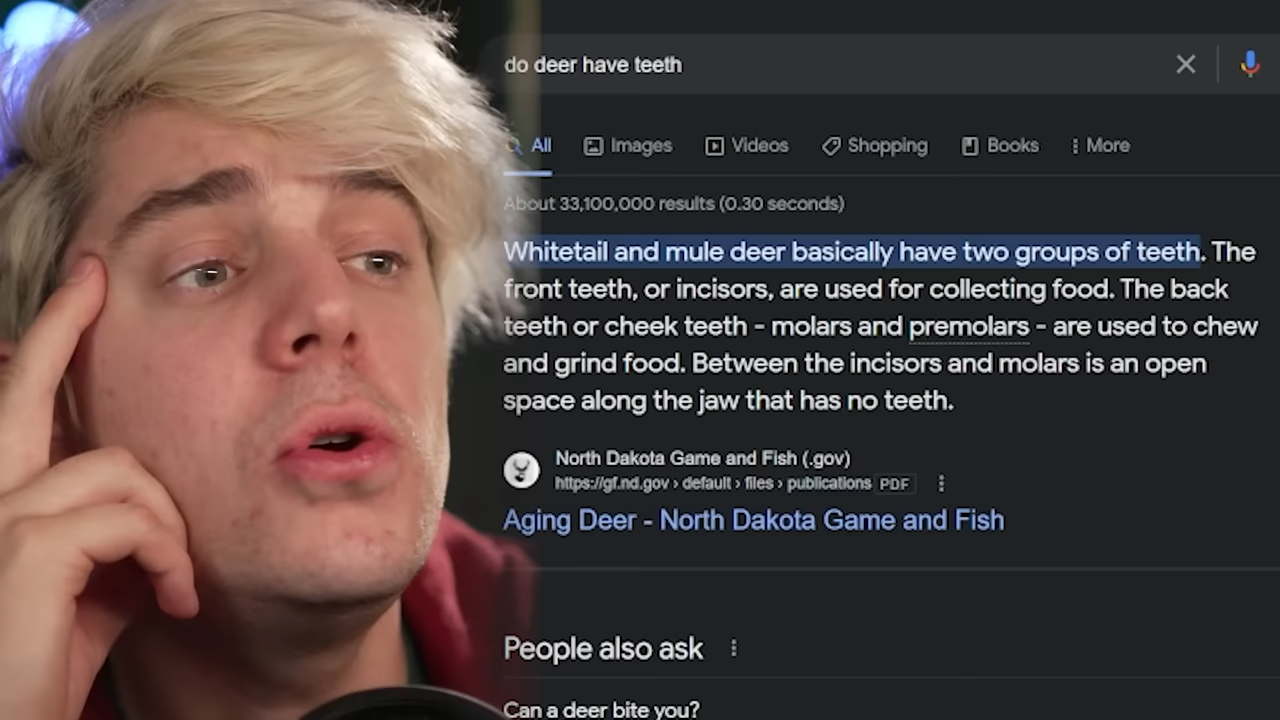 do deer have teeth
All Images Videos Shopping Books More
About 33,100,000 results (0.30 seconds)
Whitetail and mule deer basically have two groups of teeth. The
front teeth, or incisors, are used for collecting food. The back
teeth or cheek teeth - molars and premolars - are used to chew
and grind food. Between the incisors and molars is an open
space along the jaw that has no teeth.
North Dakota Game and Fish (.gov)
https://gf.nd.gov › default › files › publications PDF
Aging Deer - North Dakota Game and Fish
People also ask
Can a deer bite you?